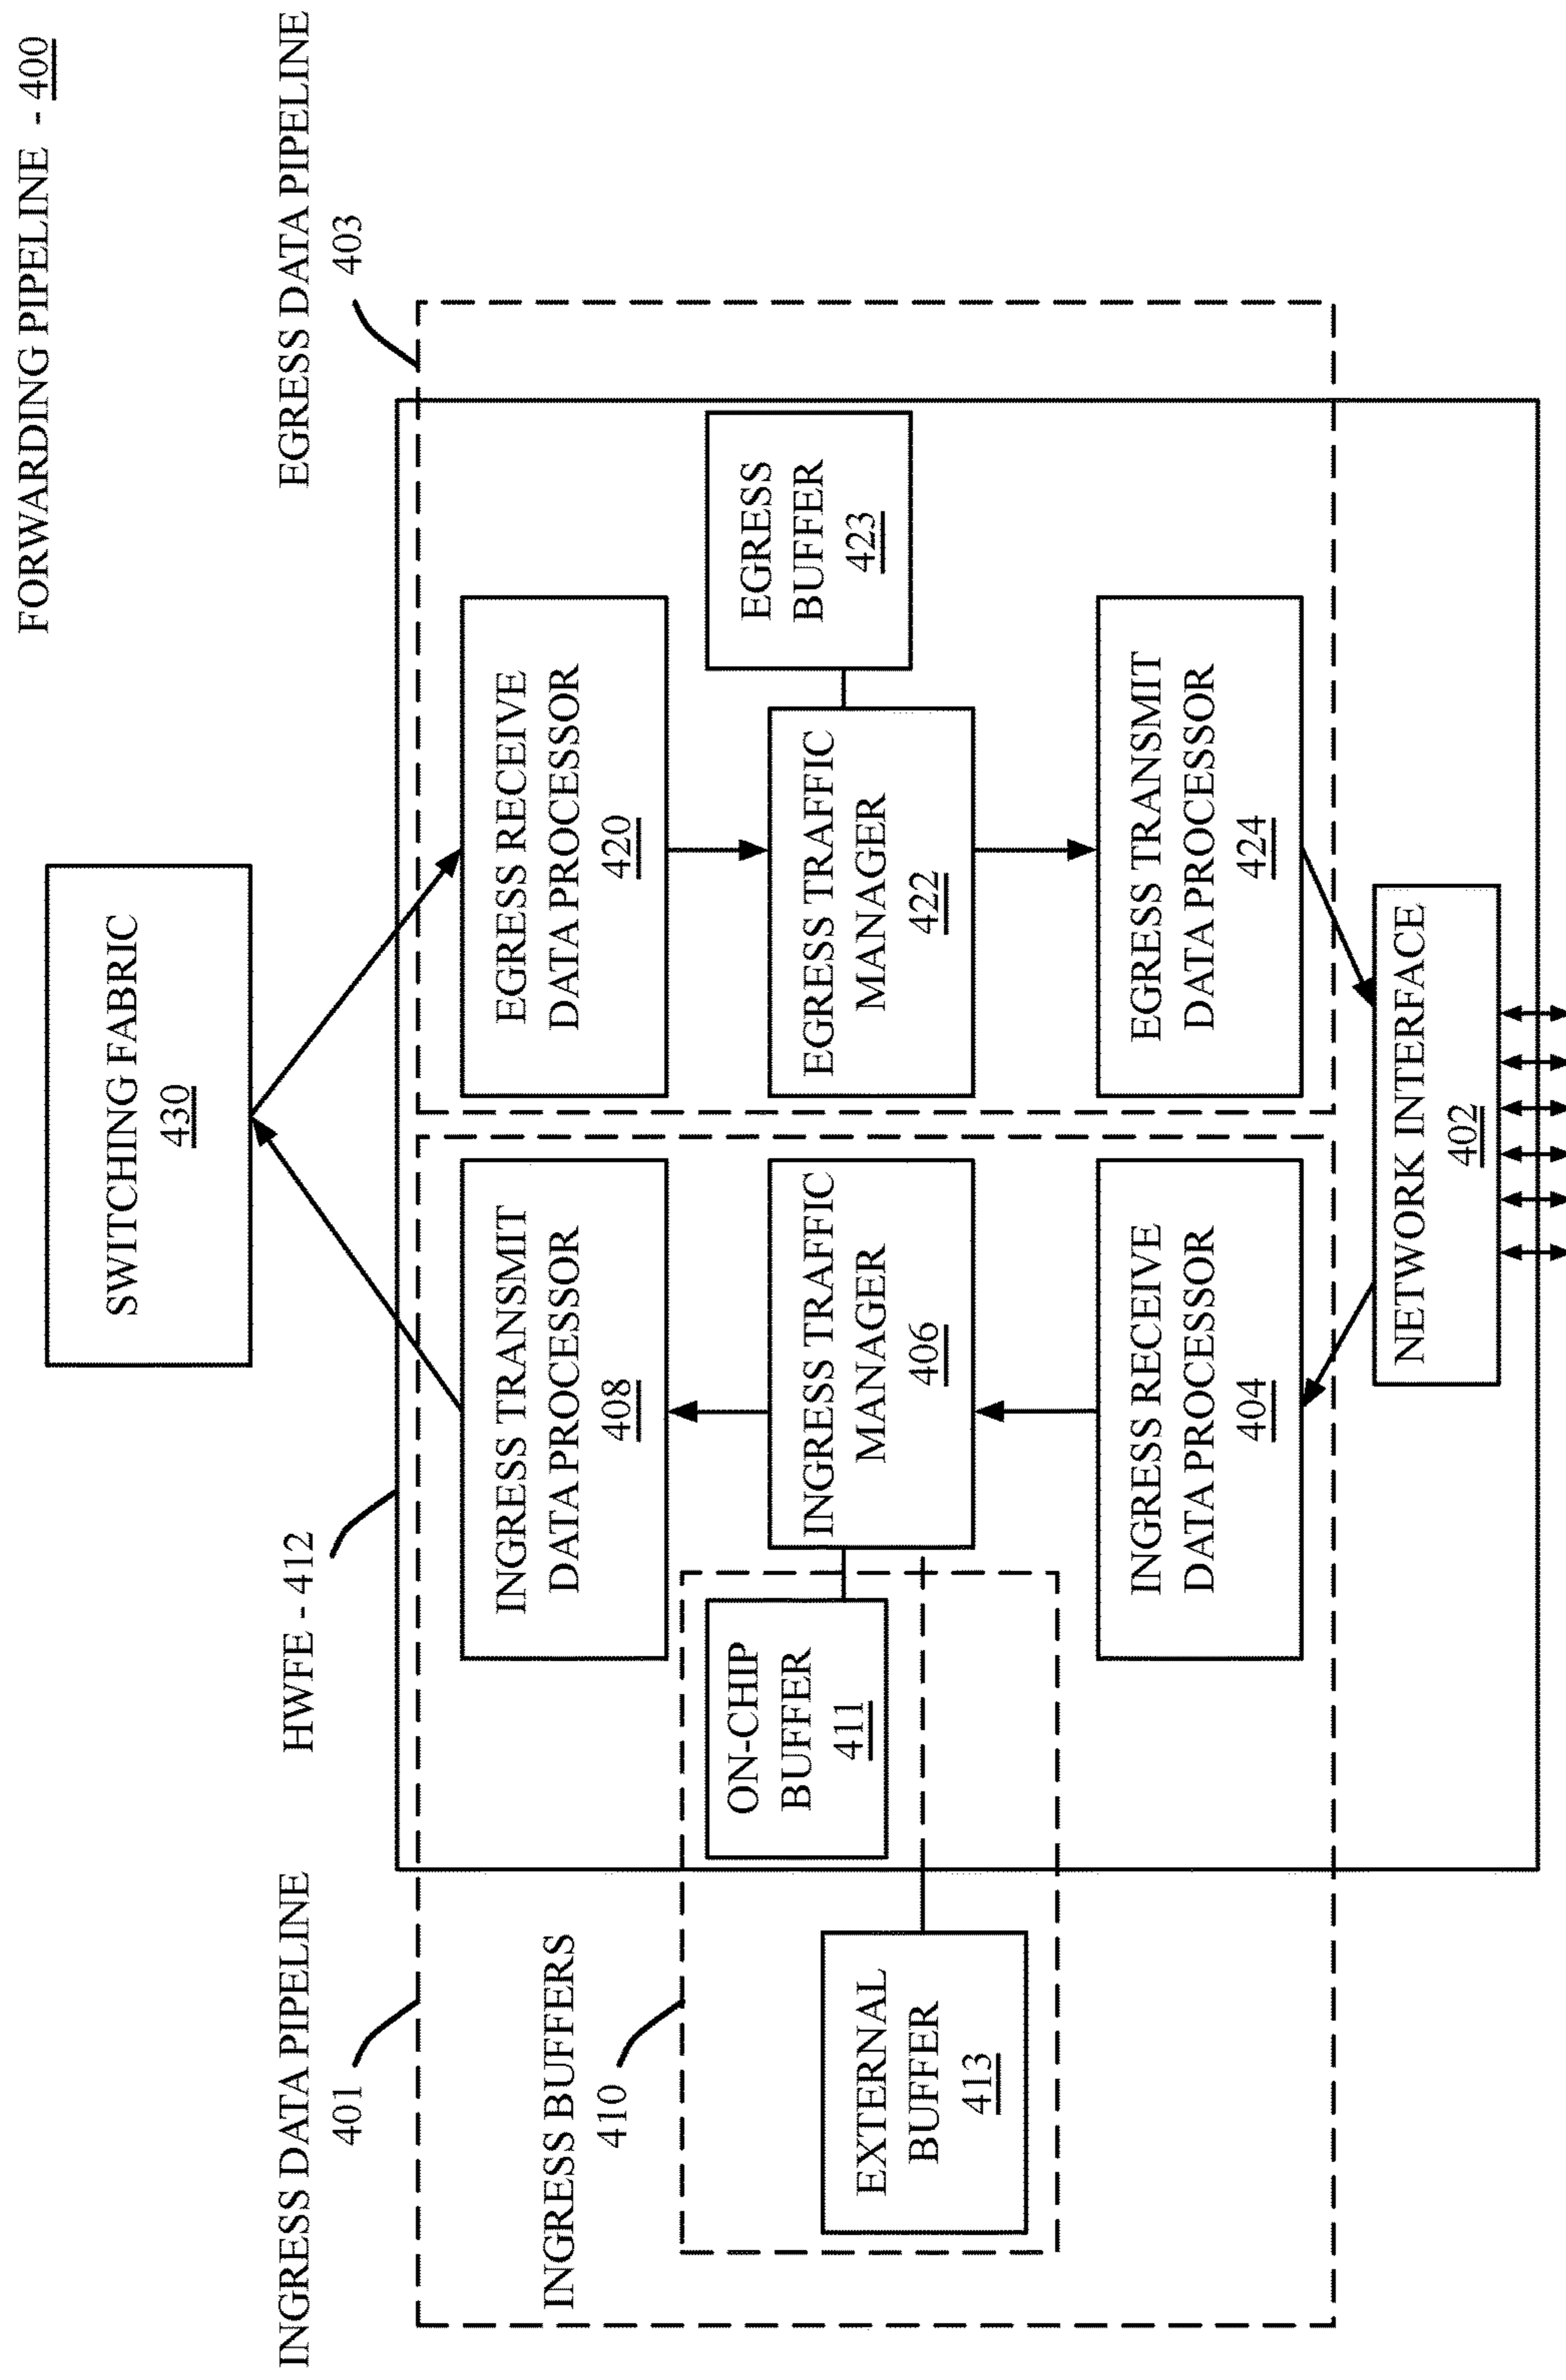 FORWARDING PIPELINE - 400
SWITCHING FABRIC
430
INGRESS DATA PIPELINE
401
HWFE - 412
EGRESS DATA PIPELINE
403
INGRESS TRANSMIT
DATA PROCESSOR
408
EGRESS RECEIVE
DATA PROCESSOR
420
INGRESS BUFFERS
410
ON-CHIP
BUFFER
411
EXTERNAL
BUFFER
413
INGRESS TRAFFIC
MANAGER
406
EGRESS TRAFFIC
MANAGER
422
EGRESS
BUFFER
423
INGRESS RECEIVE
DATA PROCESSOR
404
EGRESS TRANSMIT
DATA PROCESSOR
424
NETWORK INTERFACE
402